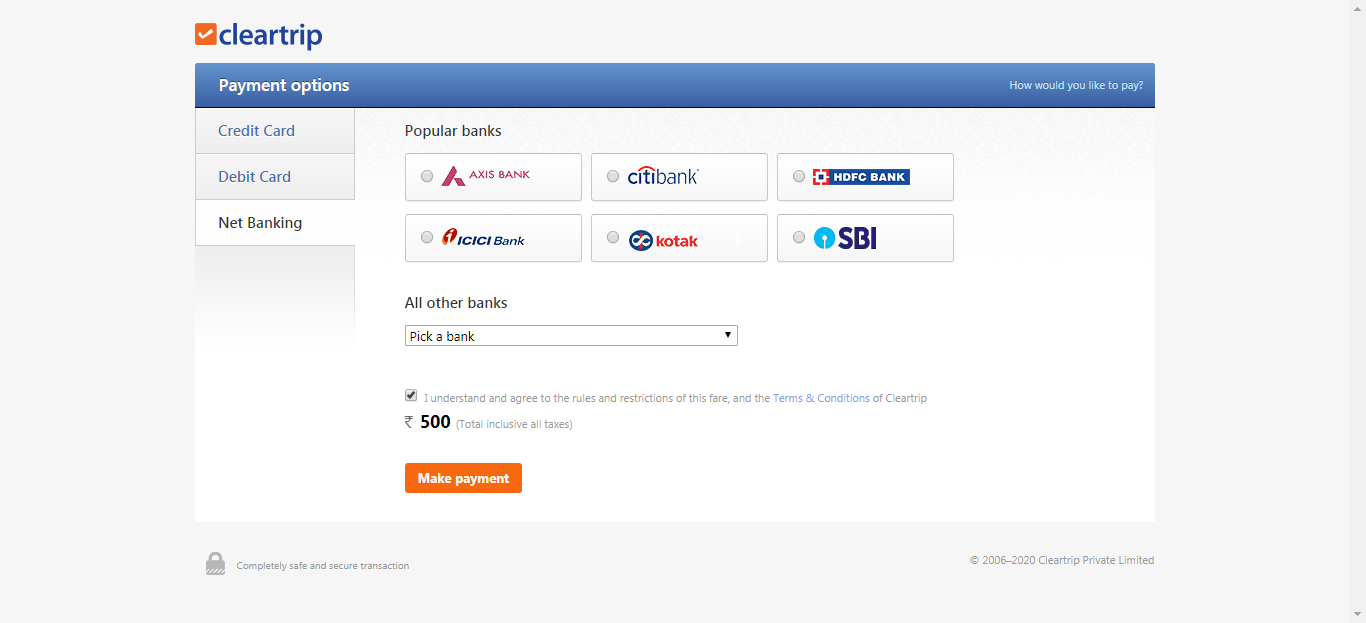 cleartrip
Payment options
How would you like to pay?
Credit Card
Debit Card
Net Banking
Popular banks
AXIS BANK
citibank
HDFC BANK
ICICI Bank
kotak
SBI
All other banks
Pick a bank
I understand and agree to the rules and restrictions of this fare, and the Terms & Conditions of Cleartrip
₹ 500 (Total inclusive all taxes)
Make payment
Completely safe and secure transaction
© 2006–2020 Cleartrip Private Limited